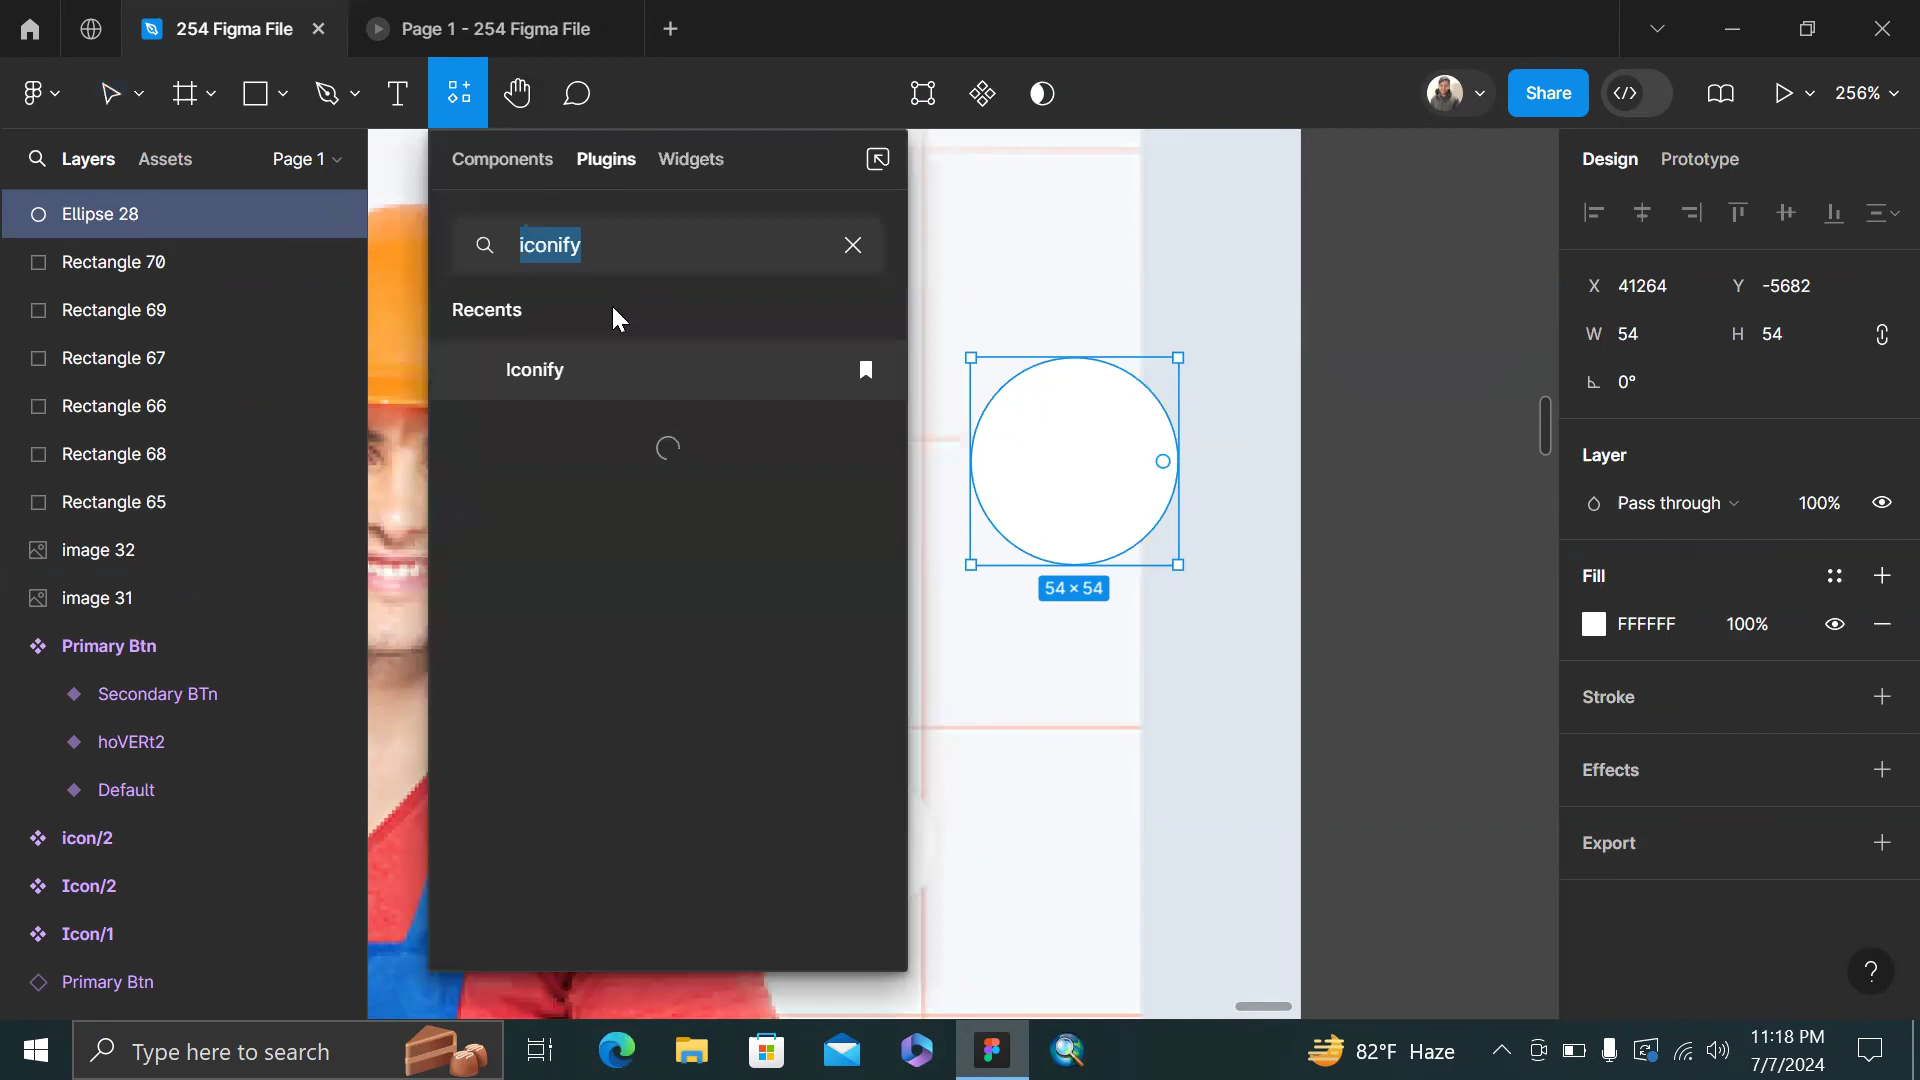 254 Figma File
Page 1 - 254 Figma File
Share
256%
Layers
Assets
Page 1
Components
Plugins
Widgets
Design
Prototype
iconify
Recents
Iconify
Ellipse 28
Rectangle 70
Rectangle 69
Rectangle 67
Rectangle 66
Rectangle 68
Rectangle 65
image 32
image 31
Primary Btn
Secondary BTn
hoVERt2
Default
icon/2
Icon/2
Icon/1
Primary Btn
54 × 54
X 41264 Y -5682
W 54 H 54
0°
Layer
Pass through 100%
Fill
FFFFFF 100%
Stroke
Effects
Export
?
Type here to search
82°F Haze
11:18 PM
7/7/2024